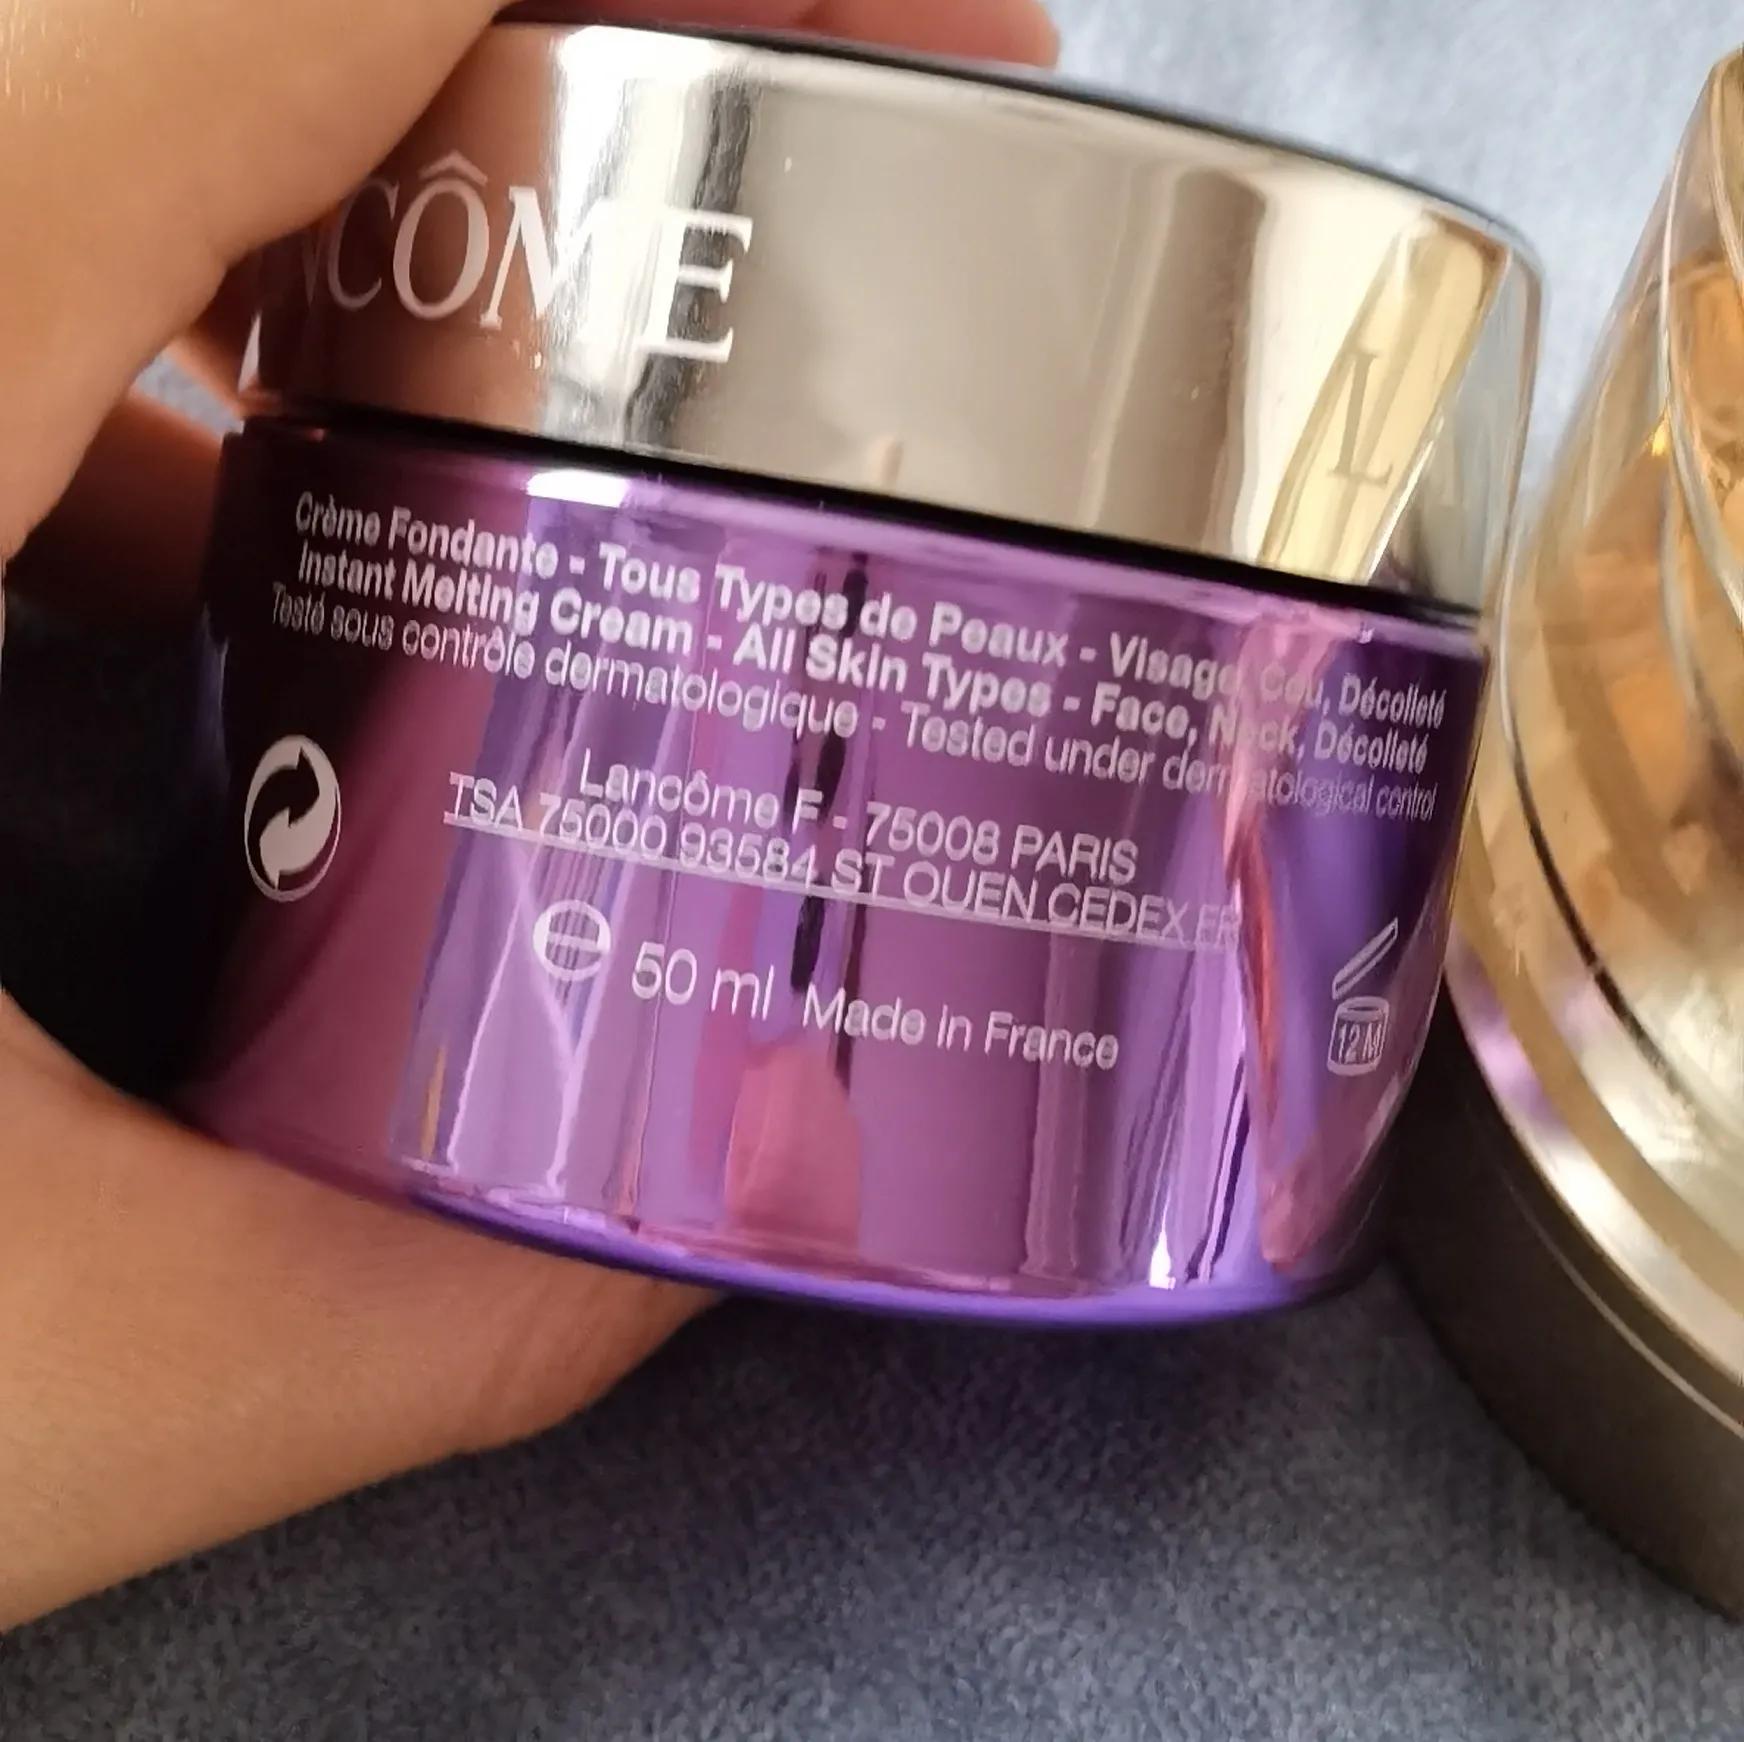 CÔME
L
Crème Fondante - Tous Types de Peaux - Visage, Cou, Décolleté
Instant Melting Cream - All Skin Types - Face, Neck, Décolleté
Testé sous contrôle dermatologique - Tested under dermatological control
Lancôme F - 75008 PARIS
TSA 75000 93584 ST OUEN CEDEX FR
50 ml Made in France
12 M